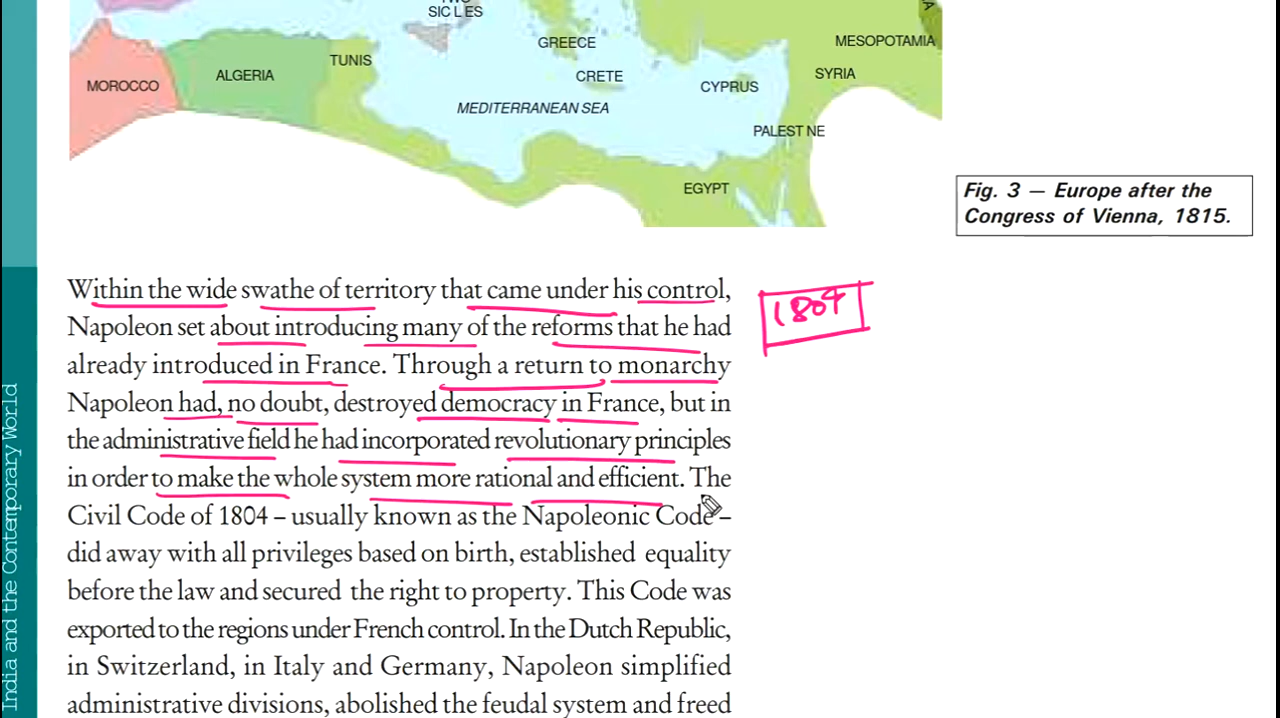 TWO
SIC L ES
GREECE
MESOPOTAMIA
TUNIS
ALGERIA
MOROCCO
CRETE
SYRIA
CYPRUS
MEDITERRANEAN SEA
PALEST NE
EGYPT
Fig. 3 — Europe after the
Congress of Vienna, 1815.
Within the wide swathe of territory that came under his control,
Napoleon set about introducing many of the reforms that he had
already introduced in France. Through a return to monarchy
Napoleon had, no doubt, destroyed democracy in France, but in
the administrative field he had incorporated revolutionary principles
in order to make the whole system more rational and efficient. The
Civil Code of 1804 – usually known as the Napoleonic Code –
did away with all privileges based on birth, established equality
before the law and secured the right to property. This Code was
exported to the regions under French control. In the Dutch Republic,
in Switzerland, in Italy and Germany, Napoleon simplified
administrative divisions, abolished the feudal system and freed
1804
India and the Contemporary World